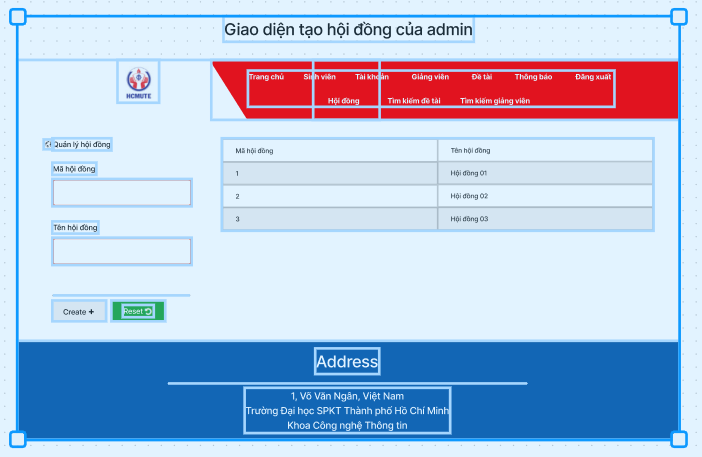 Giao diện tạo hội đồng của admin
HCMUTE
Trang chủ Sinh viên Tài khoản Giảng viên Đề tài Thông báo Đăng xuất
Hội đồng Tìm kiếm đề tài Tìm kiếm giảng viên
Quản lý hội đồng
Mã hội đồng
Tên hội đồng
Create +
Reset
Mã hội đồng Tên hội đồng
1 Hội đồng 01
2 Hội đồng 02
3 Hội đồng 03
Address
1, Võ Văn Ngân, Việt Nam
Trường Đại học SPKT Thành phố Hồ Chí Minh
Khoa Công nghệ Thông tin